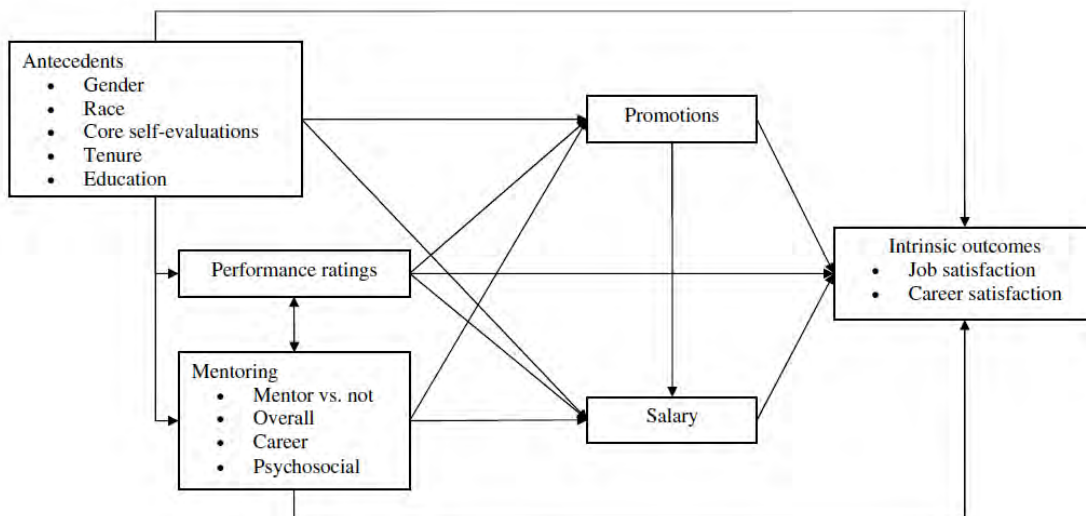 Antecedents
• Gender
• Race
• Core self-evaluations
• Tenure
• Education
Promotions
Performance ratings
Intrinsic outcomes
• Job satisfaction
• Career satisfaction
Mentoring
• Mentor vs. not
• Overall
• Career
• Psychosocial
Salary